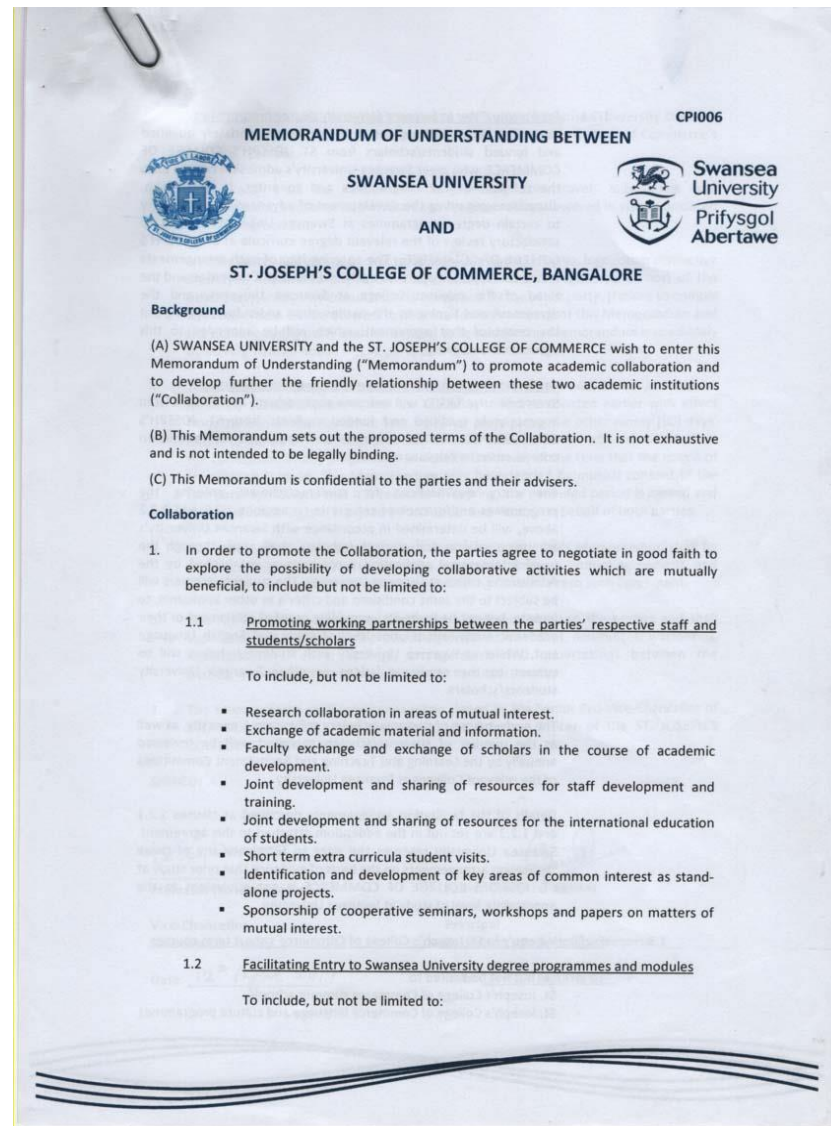 CPI006
MEMORANDUM OF UNDERSTANDING BETWEEN
SWANSEA UNIVERSITY
AND
ST. JOSEPH'S COLLEGE OF COMMERCE, BANGALORE
Swansea
University
Prifysgol
Abertawe
Background
(A) SWANSEA UNIVERSITY and the ST. JOSEPH'S COLLEGE OF COMMERCE wish to enter this
Memorandum of Understanding ("Memorandum") to promote academic collaboration and
to develop further the friendly relationship between these two academic institutions
("Collaboration").
(B) This Memorandum sets out the proposed terms of the Collaboration. It is not exhaustive
and is not intended to be legally binding.
(C) This Memorandum is confidential to the parties and their advisers.
Collaboration
1. In order to promote the Collaboration, the parties agree to negotiate in good faith to
explore the possibility of developing collaborative activities which are mutually
beneficial, to include but not be limited to:
1.1 Promoting working partnerships between the parties' respective staff and
students/scholars
To include, but not be limited to:
▪ Research collaboration in areas of mutual interest.
▪ Exchange of academic material and information.
▪ Faculty exchange and exchange of scholars in the course of academic
development.
▪ Joint development and sharing of resources for staff development and
training.
▪ Joint development and sharing of resources for the international education
of students.
▪ Short term extra curricula student visits.
▪ Identification and development of key areas of common interest as stand-
alone projects.
▪ Sponsorship of cooperative seminars, workshops and papers on matters of
mutual interest.
1.2 Facilitating Entry to Swansea University degree programmes and modules
To include, but not be limited to: